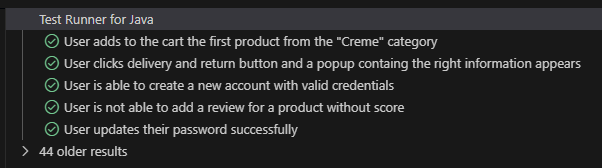 Test Runner for Java
User adds to the cart the first product from the "Creme" category
User clicks delivery and return button and a popup containg the right information appears
User is able to create a new account with valid credentials
User is not able to add a review for a product without score
User updates their password successfully
44 older results